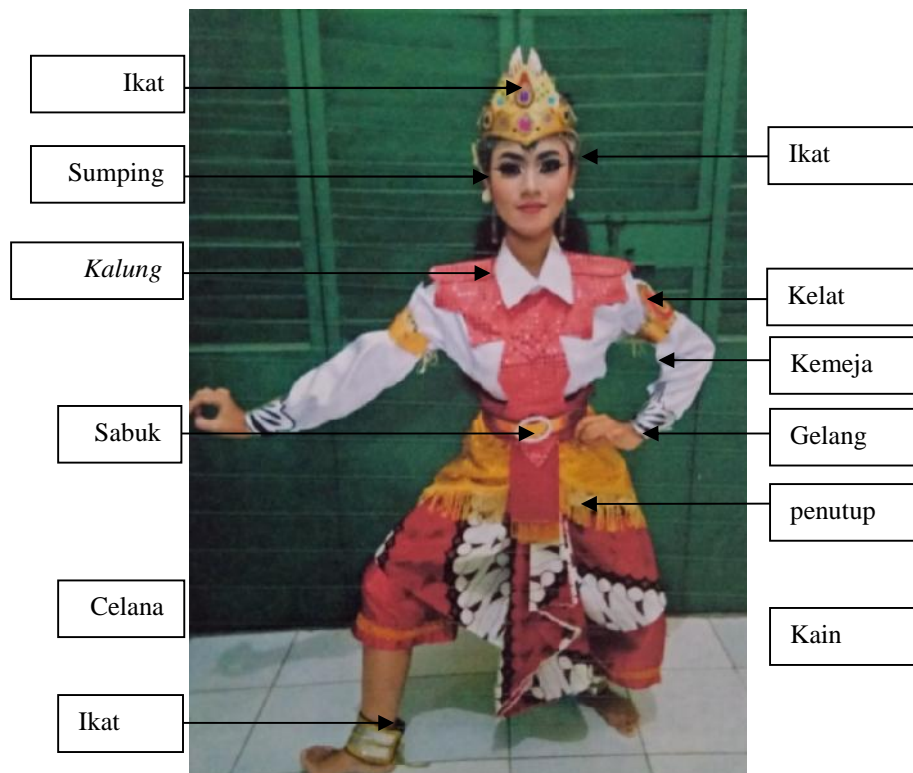 Ikat
Sumping
Kalung
Sabuk
Celana
Ikat
Ikat
Kelat
Kemeja
Gelang
penutup
Kain